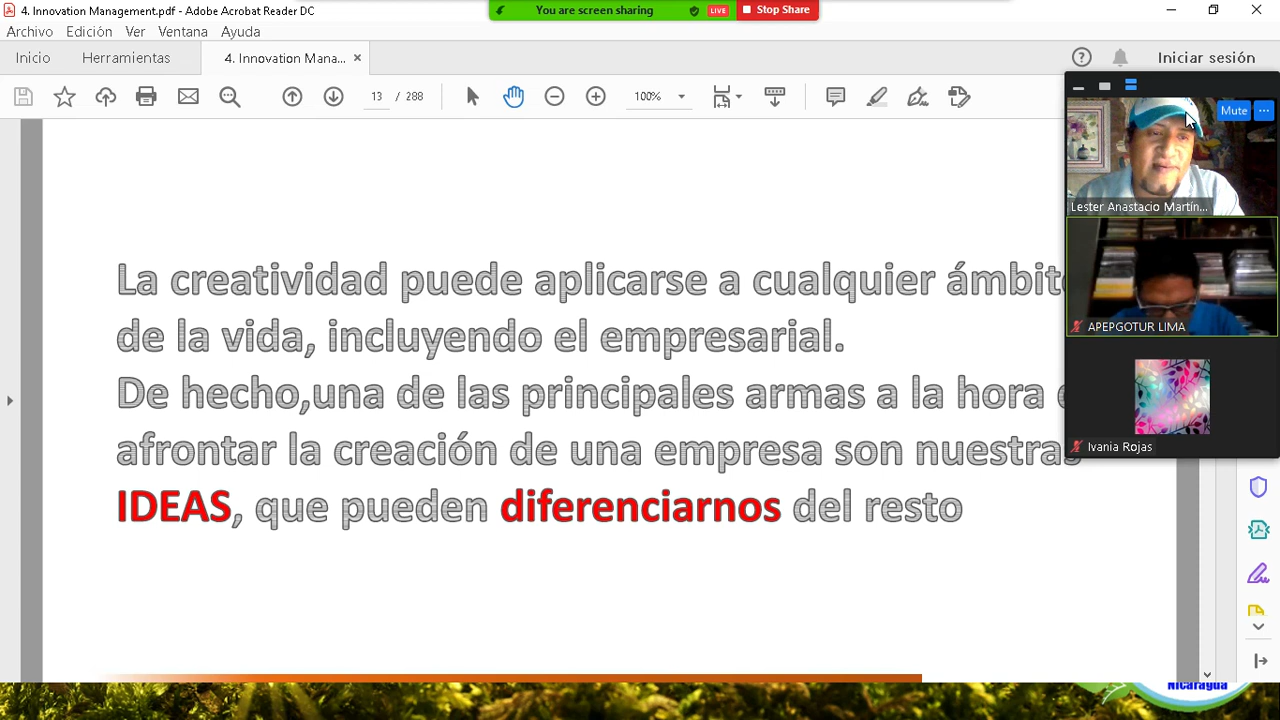 4. Innovation Management.pdf - Adobe Acrobat Reader DC
You are screen sharing
LIVE
Stop Share
Archivo Edición Ver Ventana Ayuda
Inicio
Herramientas
4. Innovation Mana...
Iniciar sesión
13 / 288
100%
Mute
Lester Anastacio Martín...
APEPGOTUR LIMA
Ivania Rojas
La creatividad puede aplicarse a cualquier ámbito
de la vida, incluyendo el empresarial.
De hecho,una de las principales armas a la hora
afrontar la creación de una empresa son nuestras
IDEAS, que pueden diferenciarnos del resto
Nicaragua